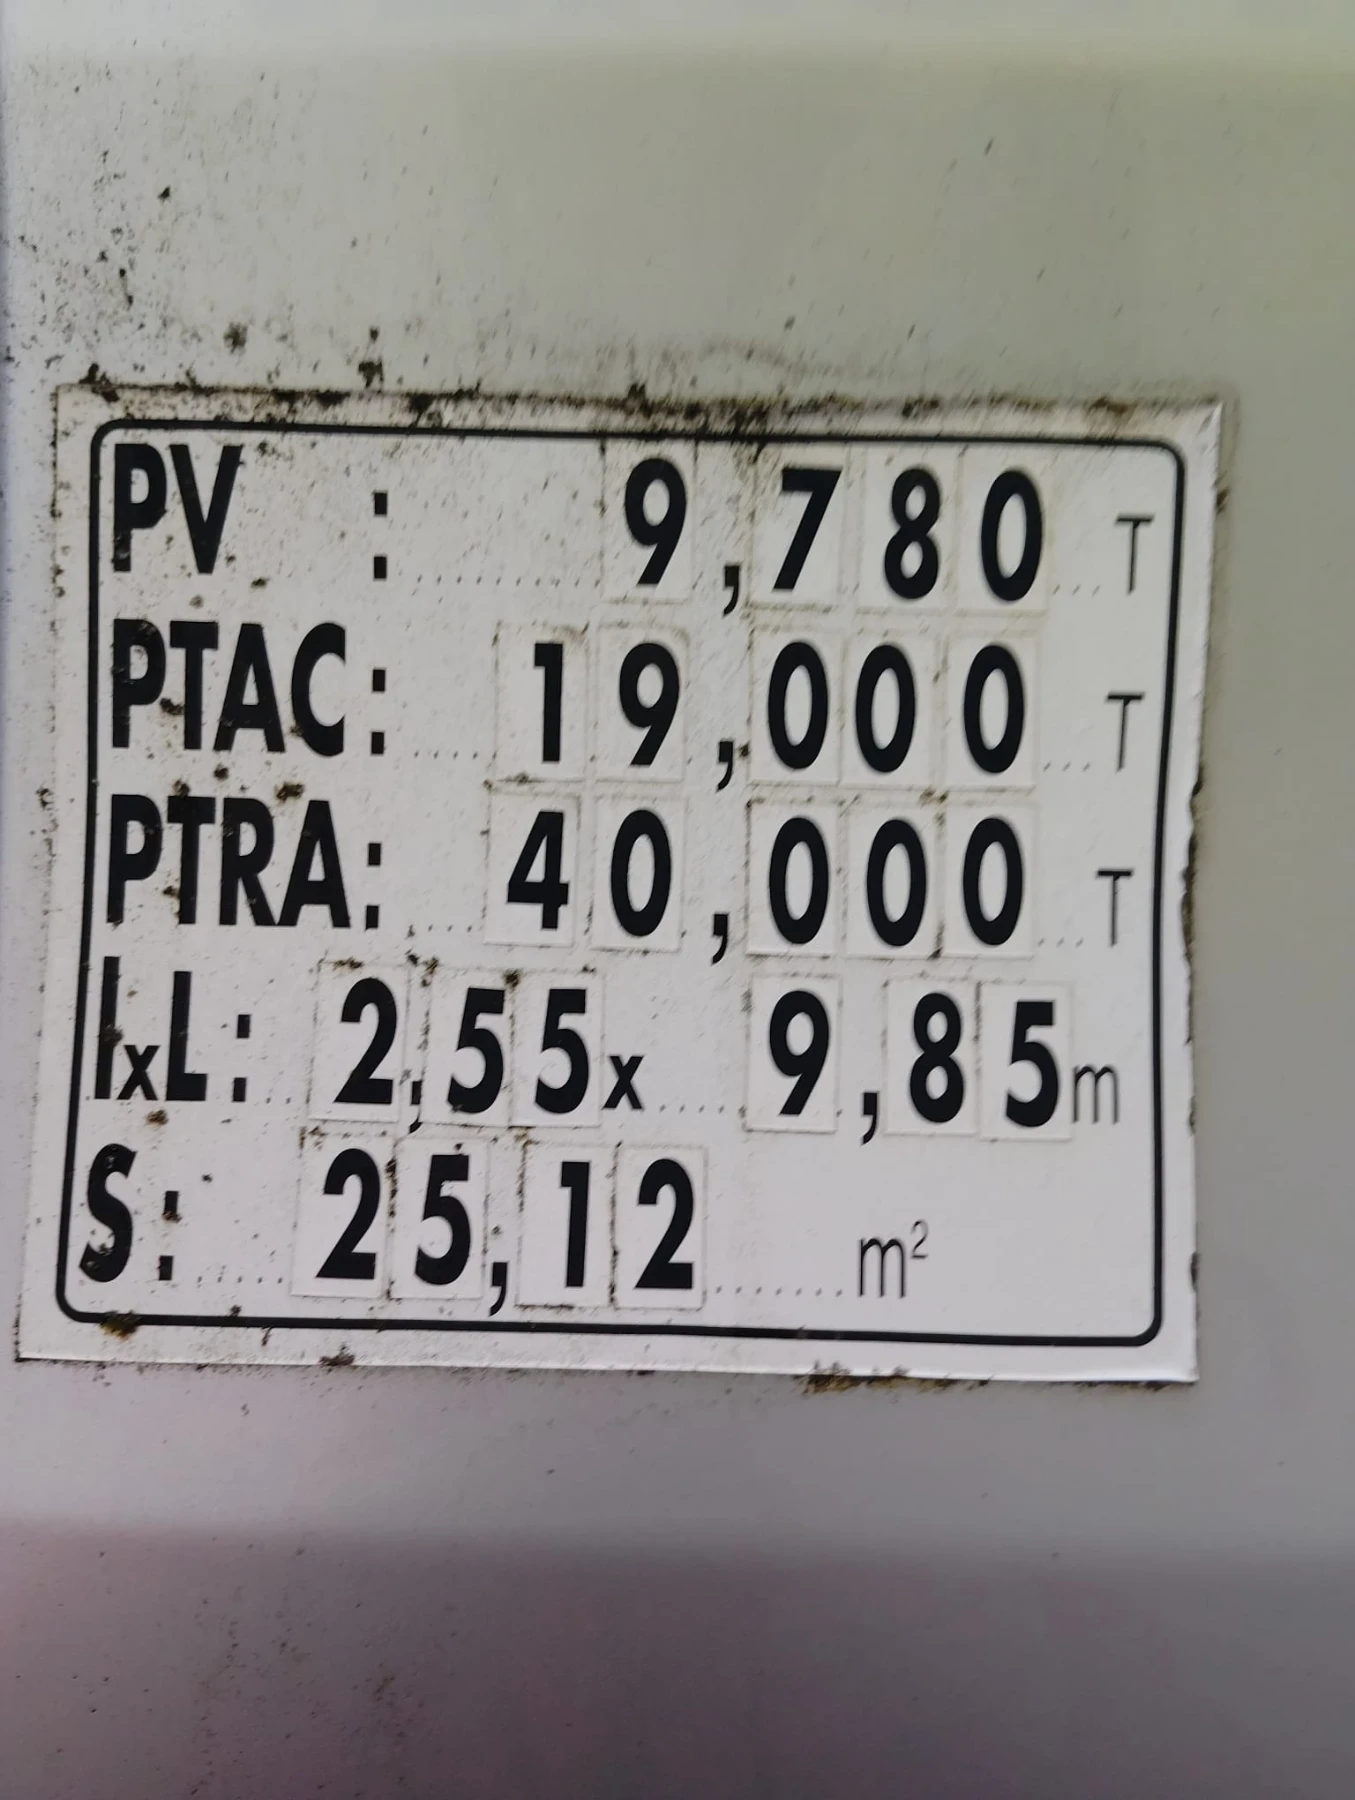 PV : 9,780 T
PTAC: 19,000 T
PTRA: 40,000 T
lxL: 2,55x 9,85m
S: 25,12 m²